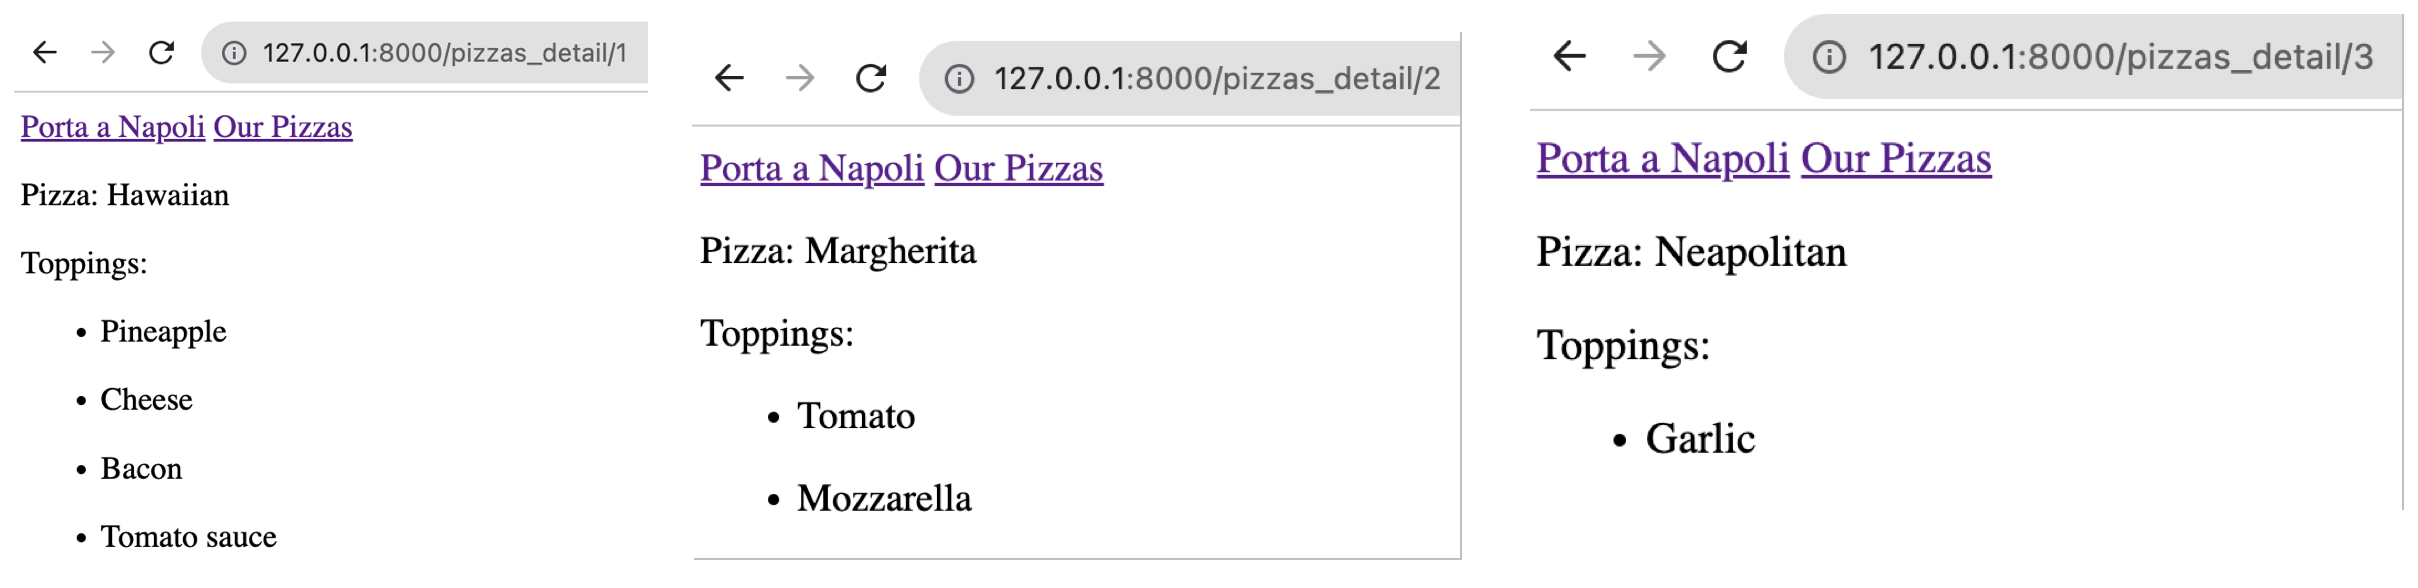 127.0.0.1:8000/pizzas_detail/1
Porta a Napoli Our Pizzas
Pizza: Hawaiian
Toppings:
• Pineapple
• Cheese
• Bacon
• Tomato sauce
127.0.0.1:8000/pizzas_detail/2
Porta a Napoli Our Pizzas
Pizza: Margherita
Toppings:
• Tomato
• Mozzarella
127.0.0.1:8000/pizzas_detail/3
Porta a Napoli Our Pizzas
Pizza: Neapolitan
Toppings:
• Garlic